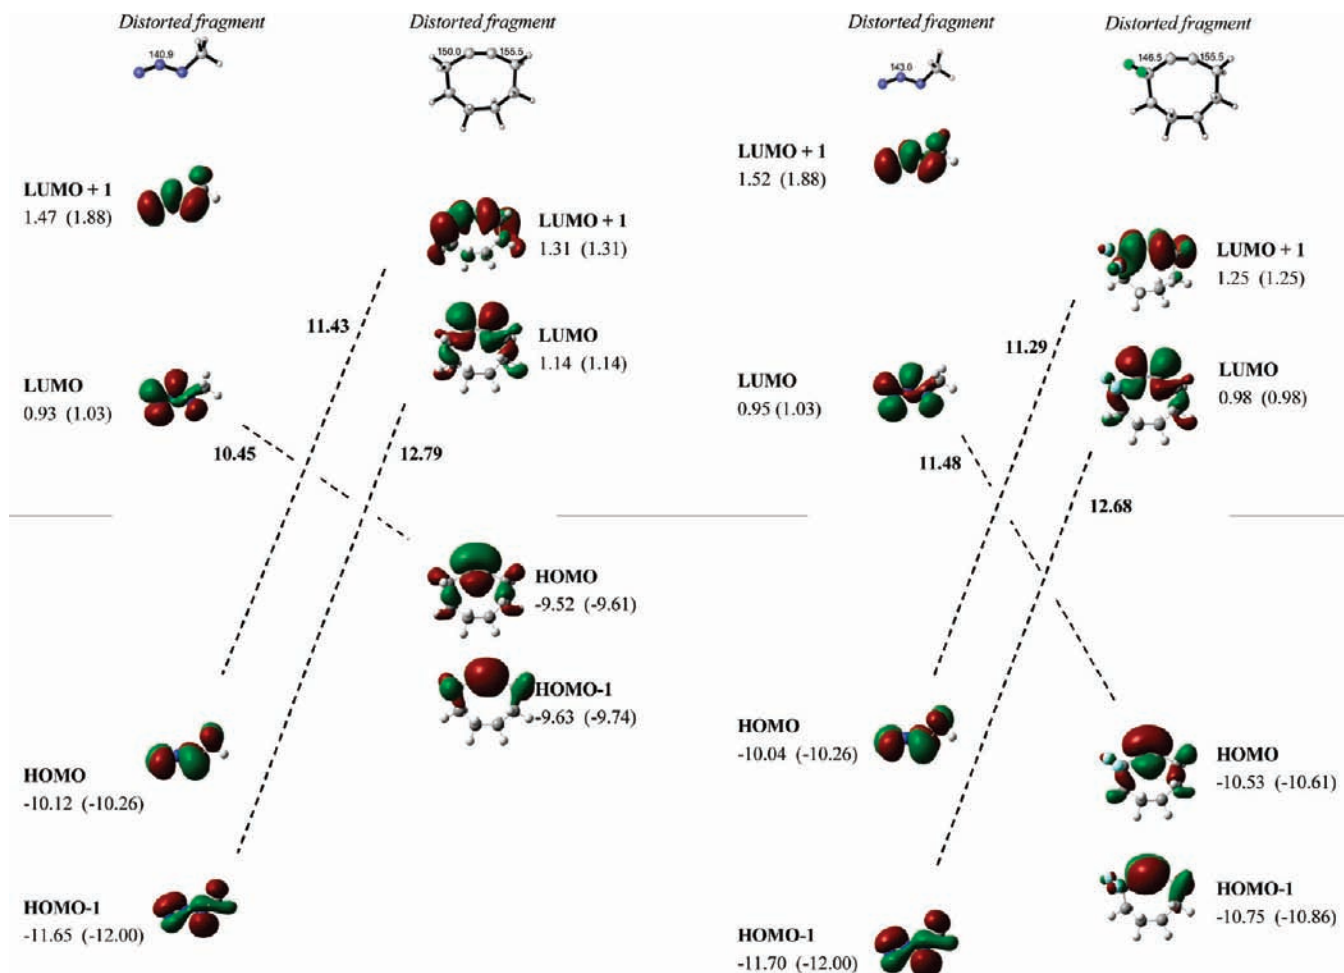 Distorted fragment
Distorted fragment
140.9
150.0
155.5
LUMO + 1
1.47 (1.88)
LUMO + 1
1.31 (1.31)
11.43
LUMO
1.14 (1.14)
LUMO
0.93 (1.03)
10.45
12.79
HOMO
-9.52 (-9.61)
HOMO-1
-9.63 (-9.74)
HOMO
-10.12 (-10.26)
HOMO-1
-11.65 (-12.00)
Distorted fragment
Distorted fragment
143.0
146.5
155.5
LUMO + 1
1.52 (1.88)
LUMO + 1
1.25 (1.25)
11.29
LUMO
0.98 (0.98)
LUMO
0.95 (1.03)
11.48
12.68
HOMO
-10.04 (-10.26)
HOMO
-10.53 (-10.61)
HOMO-1
-10.75 (-10.86)
HOMO-1
-11.70 (-12.00)